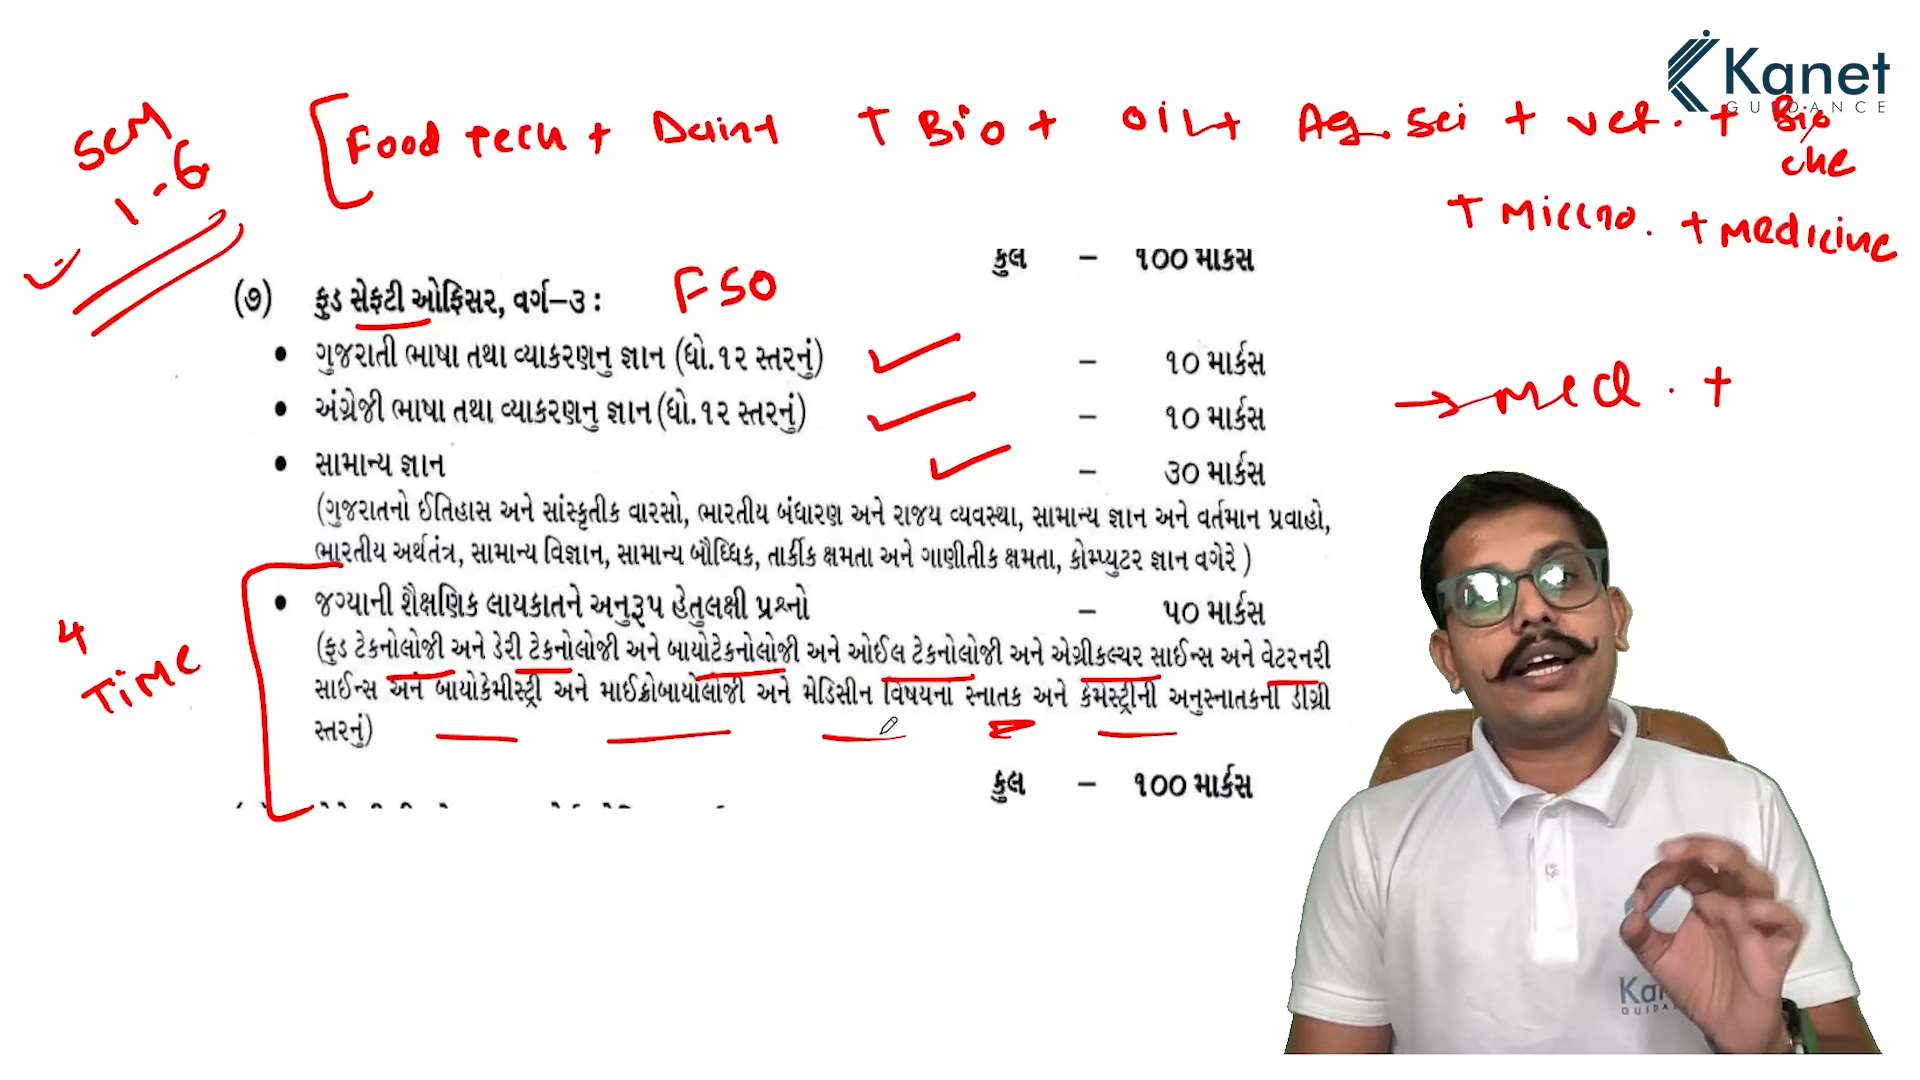 Kanet
GUIDANCE
Sem
1-6
Food tech + Dairy + Bio + Oil + Ag. Sci + vet. + Bio
che
+ Micro. + Medicine
કુલ – ૧૦૦ માર્કસ
(૭) ફુડ સેફટી ઓફિસર, વર્ગ-૩ : FSO
• ગુજરાતી ભાષા તથા વ્યાકરણનુ જ્ઞાન (ધો.૧૨ સ્તરનું) – ૧૦ માર્કસ
→ med. +
• અંગ્રેજી ભાષા તથા વ્યાકરણનુ જ્ઞાન (ધો.૧૨ સ્તરનું) – ૧૦ માર્કસ
• સામાન્ય જ્ઞાન – ૩૦ માર્કસ
(ગુજરાતનો ઈતિહાસ અને સાંસ્કૃતીક વારસો, ભારતીય બંધારણ અને રાજય વ્યવસ્થા, સામાન્ય જ્ઞાન અને વર્તમાન પ્રવાહો,
ભારતીય અર્થતંત્ર, સામાન્ય વિજ્ઞાન, સામાન્ય બૌધ્ધિક, તાર્કીક ક્ષમતા અને ગાણીતીક ક્ષમતા, કોમ્પ્યુટર જ્ઞાન વગેરે )
• જગ્યાની શૈક્ષણિક લાયકાતને અનુરૂપ હેતુલક્ષી પ્રશ્નો – ૫૦ માર્કસ
4
Time
(ફુડ ટેકનોલોજી અને ડેરી ટેકનોલોજી અને બાયોટેકનોલોજી અને ઓઈલ ટેકનોલોજી અને એગ્રીકલ્ચર સાઈન્સ અને વેટરનરી
સાઈન્સ અને બાયોકેમીસ્ટ્રી અને માઈક્રોબાયોલોજી અને મેડિસીન વિષયનાં સ્નાતક અને કેમેસ્ટ્રીની અનુસ્નાતકની ડીગ્રી
સ્તરનું)
કુલ – ૧૦૦ માર્કસ